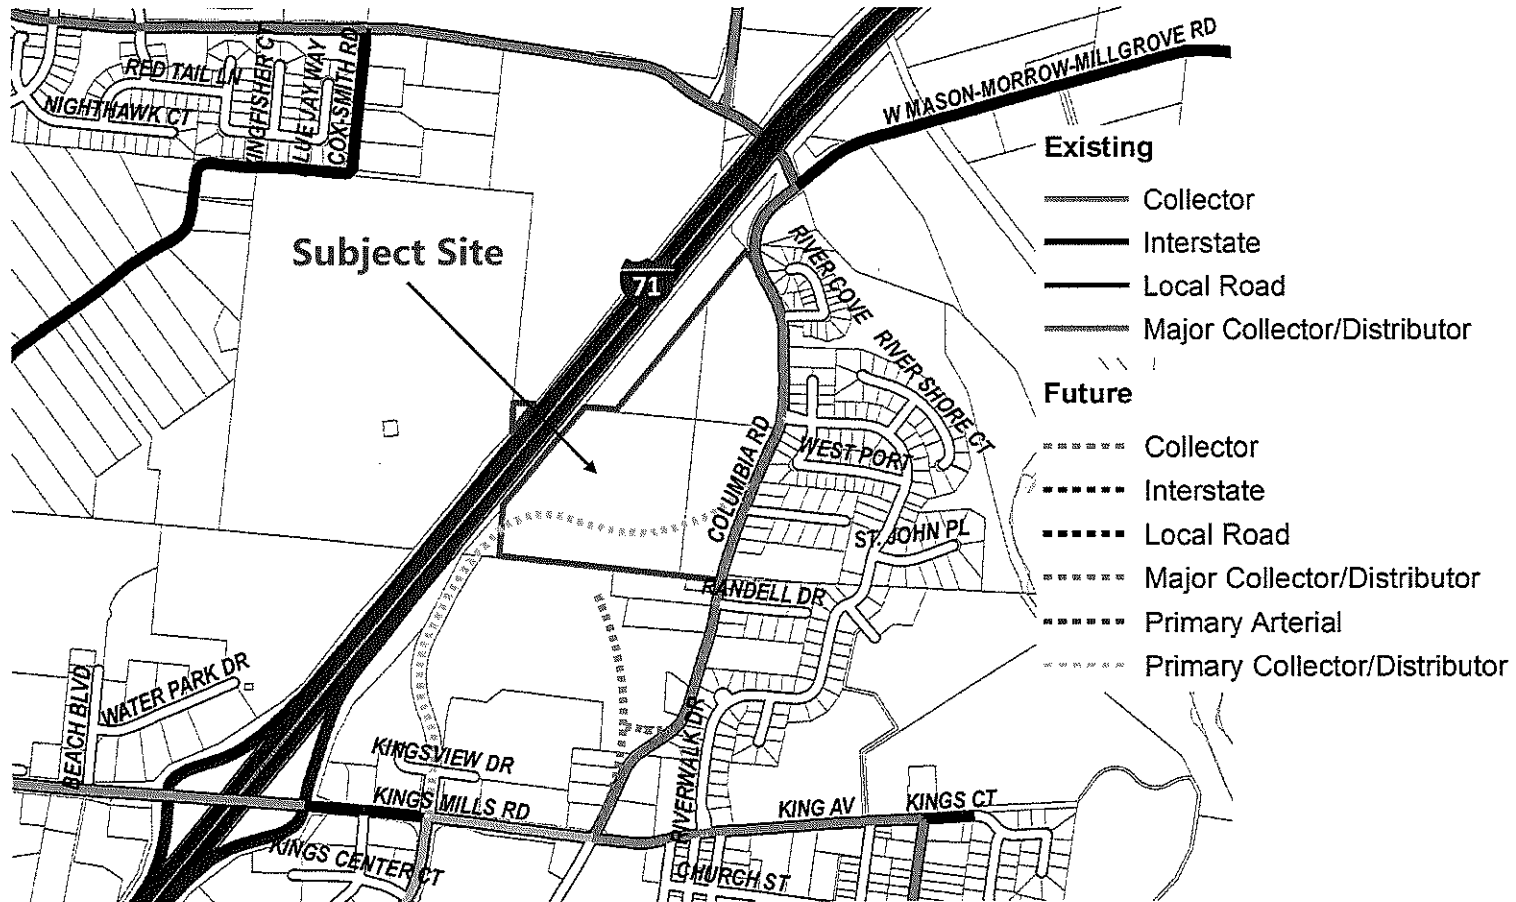 RED TAIL LN
NIGHTHAWK CT
INGFISHER CT
LUE JAY WAY
COX-SMITH RD
W MASON-MORROW-MILLGROVE RD
Subject Site
71
RIVER COVE
RIVER SHORE CT
WEST PORT
COLUMBIA RD
ST. JOHN PL
RANDELL DR
BEACH BLVD
WATER PARK DR
KINGSVIEW DR
KINGS MILLS RD
KINGS CENTER CT
RIVERWALK DR
KING AV
KINGS CT
CHURCH ST
Existing
Collector
Interstate
Local Road
Major Collector/Distributor
Future
Collector
Interstate
Local Road
Major Collector/Distributor
Primary Arterial
Primary Collector/Distributor